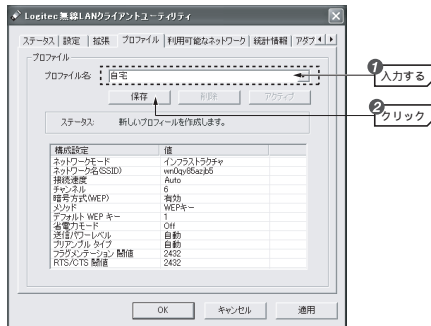 Logitec 無線LANクライアントユーティリティ
ステータス 設定 拡張 プロファイル 利用可能なネットワーク 統計情報 アダプ
プロファイル
プロファイル名: 自宅
❶入力する
保存 削除 アクティブ
❷クリック
ステータス: 新しいプロフィールを作成します。
構成設定 値
ネットワークモード インフラストラクチャ
ネットワーク名(SSID) wn0qy85azjb5
接続速度 Auto
チャンネル 6
暗号方式(WEP) 有効
メソッド WEPキー
デフォルト WEP キー 1
省電力モード Off
送信パワーレベル 自動
プリアンブル タイプ 自動
フラグメンテーション 閾値 2432
RTS/CTS 閾値 2432
OK キャンセル 適用